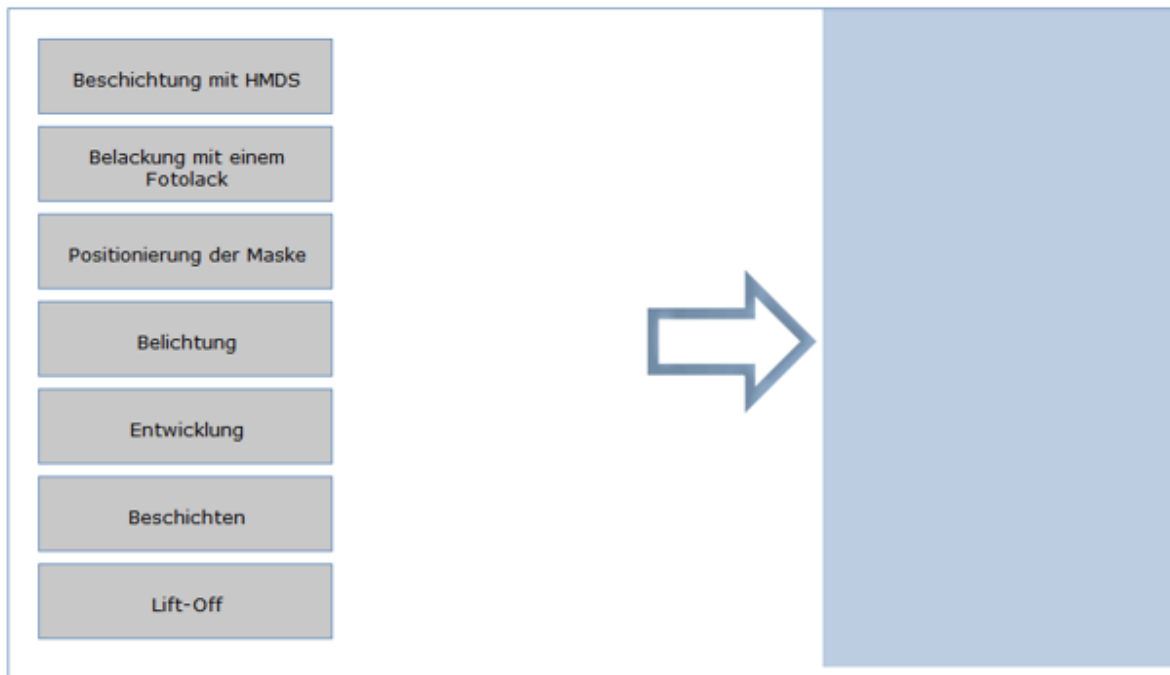 Beschichtung mit HMDS
Belackung mit einem
Fotolack
Positionierung der Maske
Belichtung
Entwicklung
Beschichten
Lift-Off